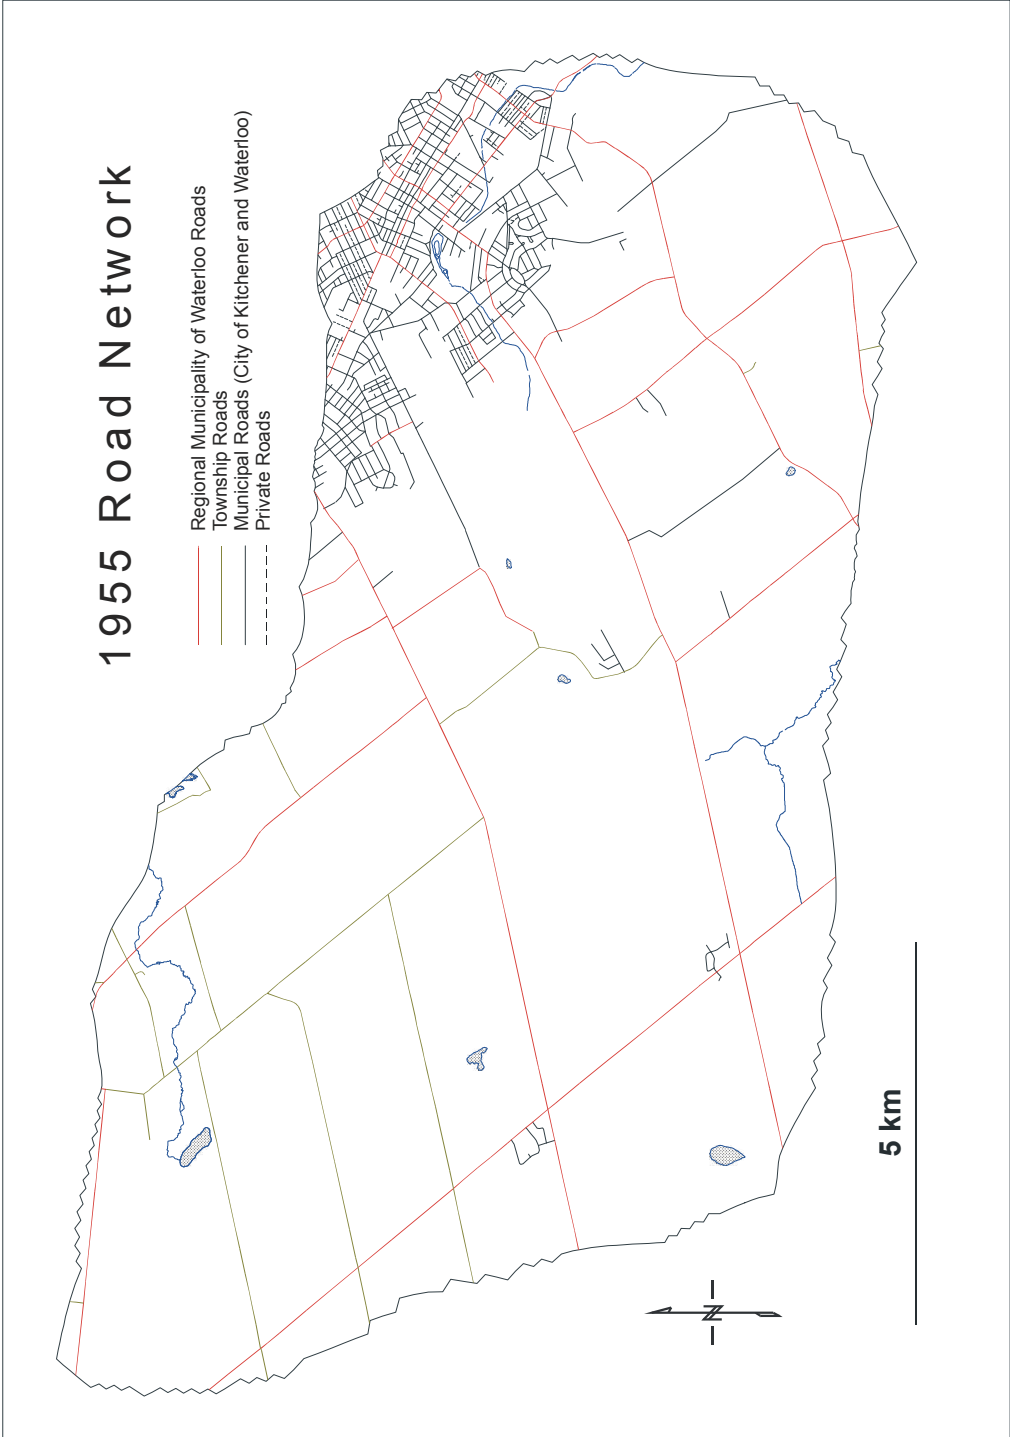 1955 Road Network
Regional Municipality of Waterloo Roads
Township Roads
Municipal Roads (City of Kitchener and Waterloo)
Private Roads
5 km
N